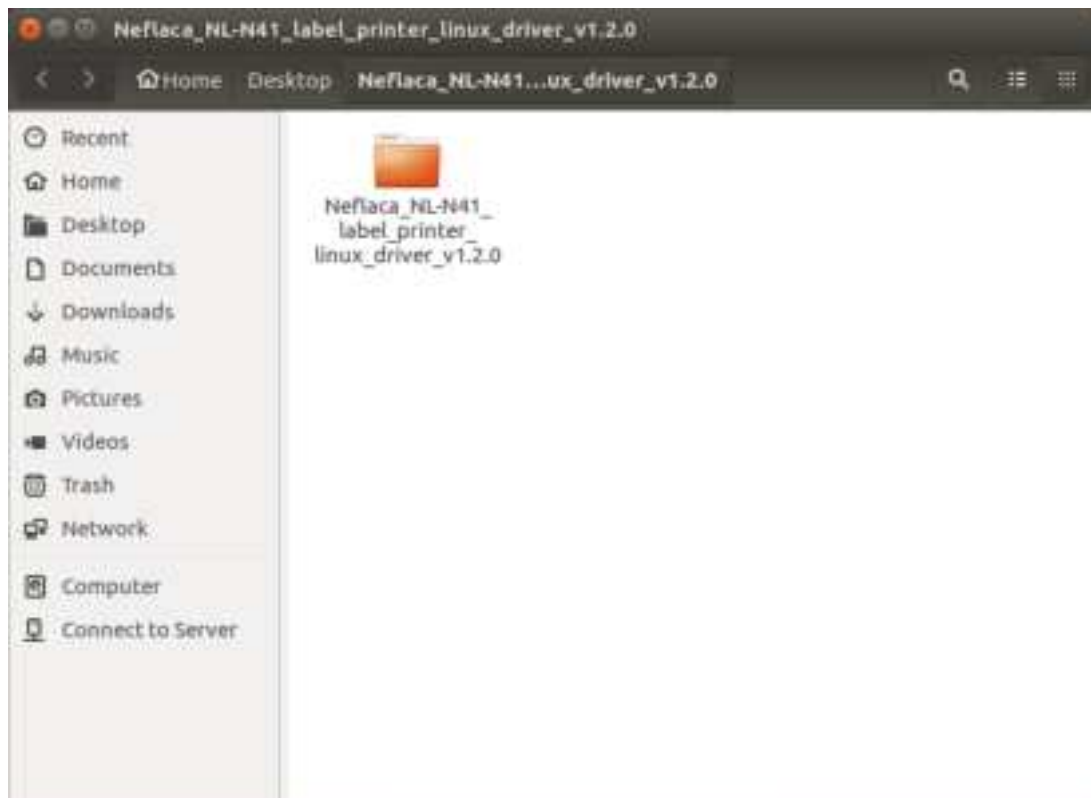 Neflaca_NL-N41_label_printer_linux_driver_v1.2.0
Home Desktop Neflaca_NL-N41...ux_driver_v1.2.0
Recent
Home
Desktop
Documents
Downloads
Music
Pictures
Videos
Trash
Network
Computer
Connect to Server
Neflaca_NL-N41_
label_printer_
linux_driver_v1.2.0